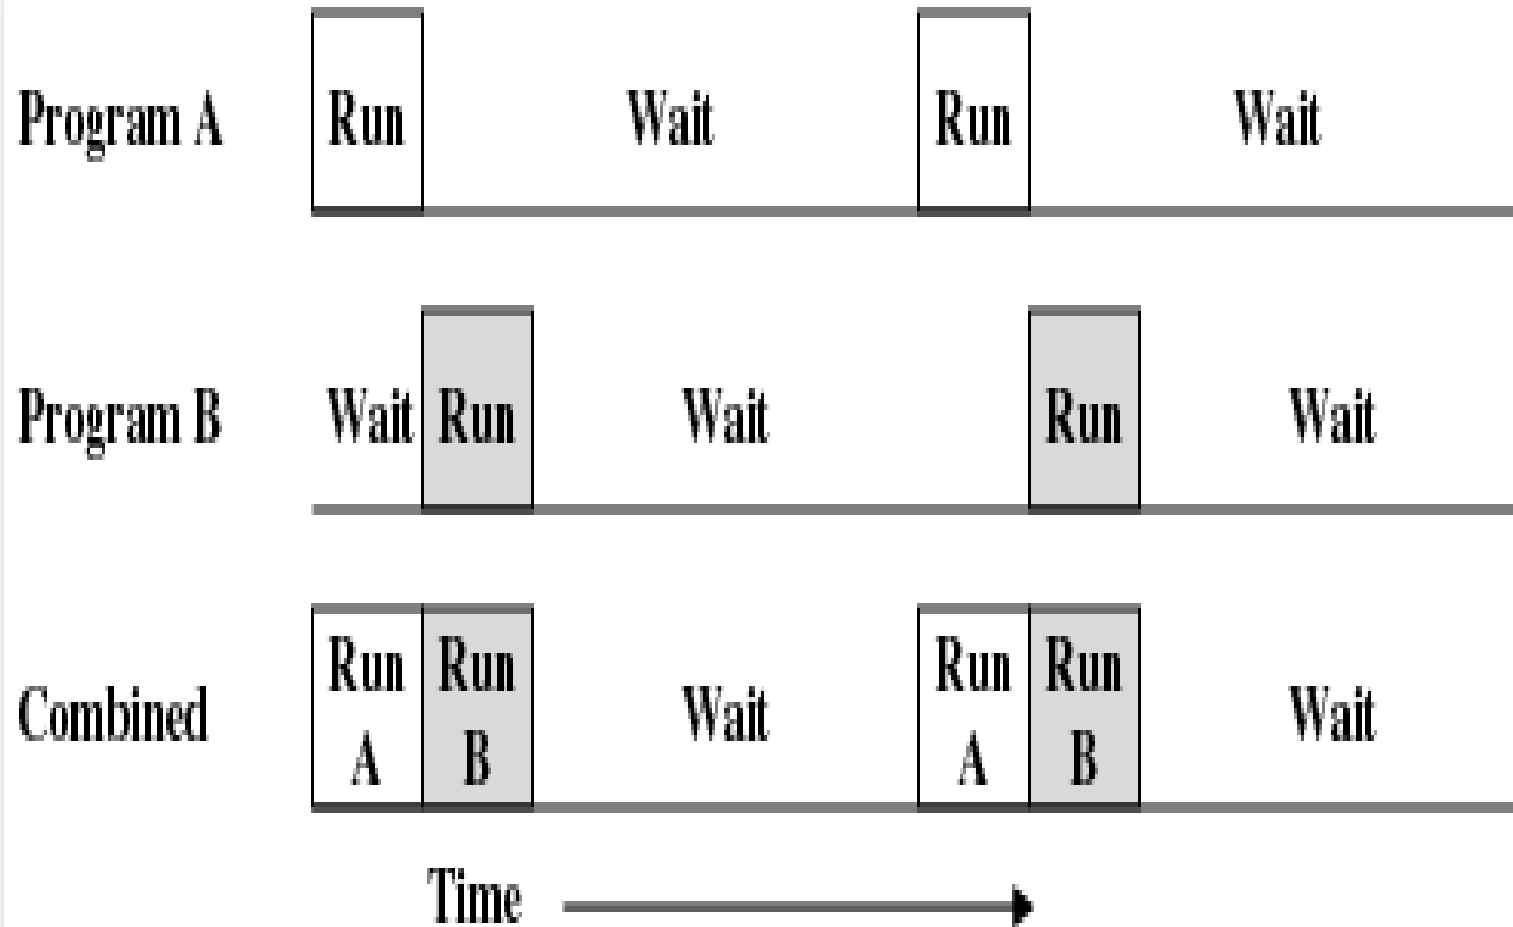 Program A Run Wait Run Wait
Program B Wait Run Wait Run Wait
Combined Run A Run B Wait Run A Run B Wait
Time